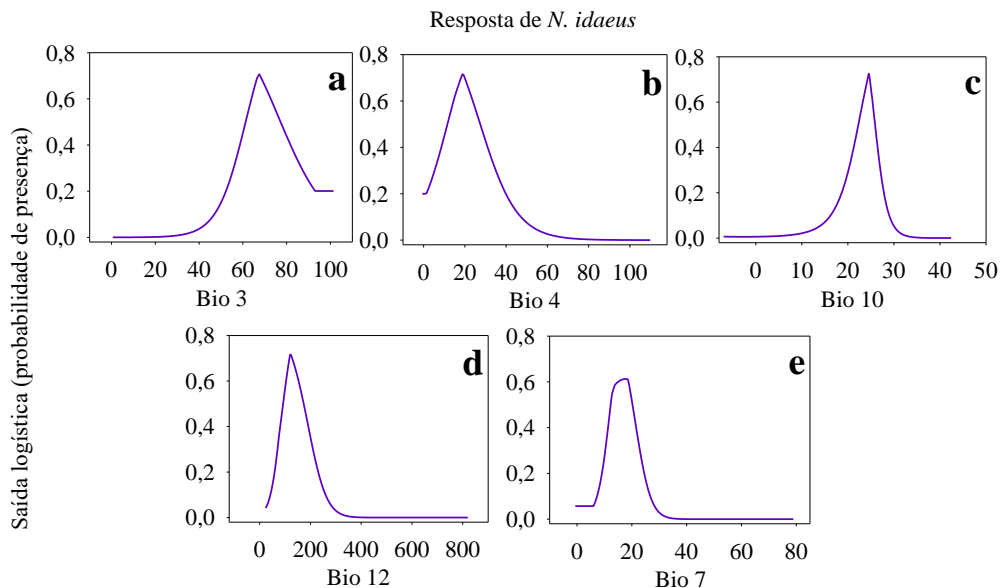 Resposta de N. idaeus
Saída logística (probabilidade de presença)
0,8
0,6
0,4
0,2
0,0
a
0 20 40 60 80 100
Bio 3
0,8
0,6
0,4
0,2
0,0
b
0 20 40 60 80 100
Bio 4
0,8
0,6
0,4
0,2
0,0
c
0 10 20 30 40 50
Bio 10
0,8
0,6
0,4
0,2
0,0
d
0 200 400 600 800
Bio 12
0,8
0,6
0,4
0,2
0,0
e
0 20 40 60 80
Bio 7